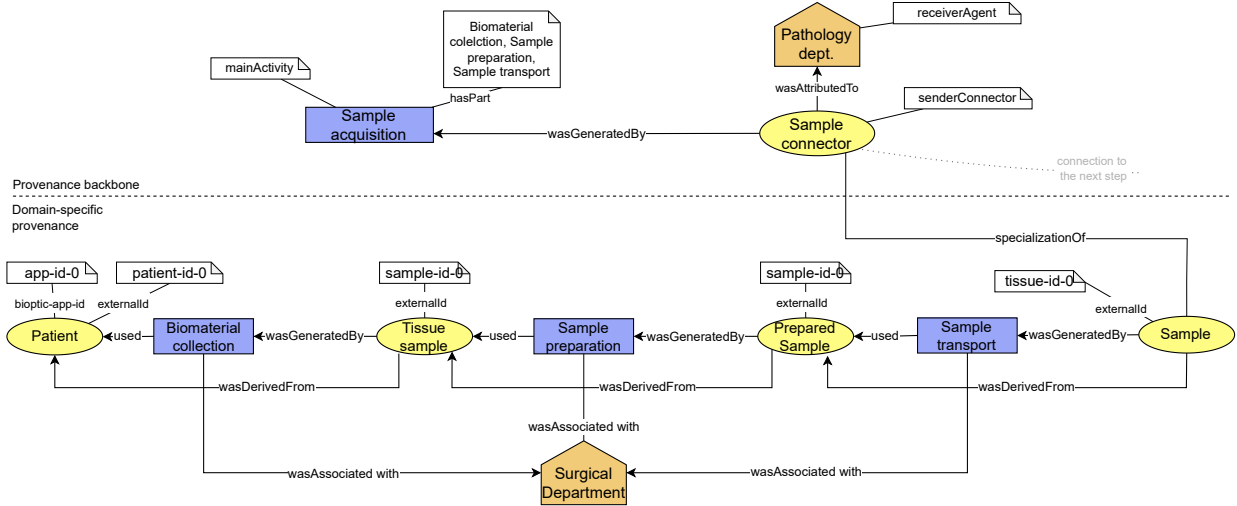 receiverAgent
Biomaterial
colelction, Sample
preparation,
Sample transport
Pathology
dept.
mainActivity
hasPart
wasAttributedTo
senderConnector
Sample
acquisition
wasGeneratedBy
Sample
connector
connection to
the next step
Provenance backbone
Domain-specific
provenance
specializationOf
app-id-0
patient-id-0
sample-id-0
sample-id-0
tissue-id-0
bioptic-app-id
externalId
externalId
externalId
externalId
Patient
used
Biomaterial
collection
wasGeneratedBy
Tissue
sample
used
Sample
preparation
wasGeneratedBy
Prepared
Sample
used
Sample
transport
wasGeneratedBy
Sample
wasDerivedFrom
wasDerivedFrom
wasDerivedFrom
wasAssociated with
wasAssociated with
Surgical
Department
wasAssociated with